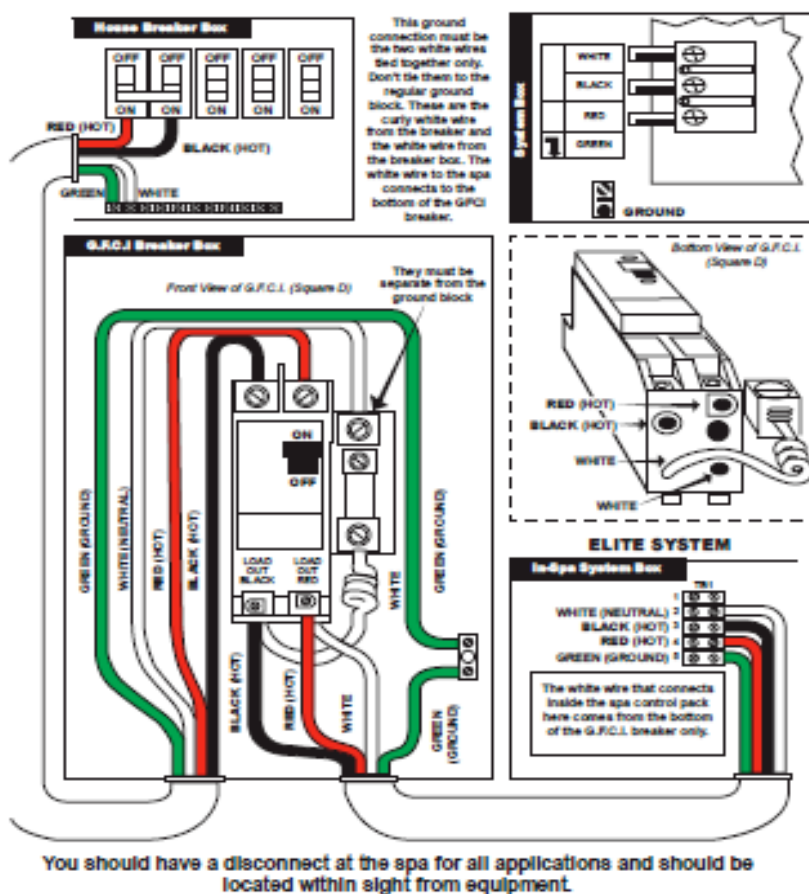 House Breaker Box
OFF OFF OFF OFF OFF
ON ON ON ON ON
RED (HOT)
BLACK (HOT)
GREEN
WHITE
This ground
connection must be
the two white wires
tied together only.
Don't tie them to the
regular ground
block. These are the
curly white wire
from the breaker and
the white wire from
the breaker box. The
white wire to the spa
connects to the
bottom of the GFCI
breaker.
System Box
WHITE
BLACK
RED
GREEN
GROUND
G.F.C.I Breaker Box
Front View of G.F.C.I. (Square D)
They must be
separate from the
ground block
ON
OFF
LOAD
OUT
BLACK
LOAD
OUT
RED
GREEN (GROUND)
WHITE (NEUTRAL)
RED (HOT)
BLACK (HOT)
WHITE
GREEN (GROUND)
BLACK (HOT)
RED (HOT)
WHITE
GREEN
(GROUND)
Bottom View of G.F.C.I.
(Square D)
RED (HOT)
BLACK (HOT)
WHITE
WHITE
ELITE SYSTEM
In-Spa System Box
TB1
1
WHITE (NEUTRAL) 2
BLACK (HOT) 3
RED (HOT) 4
GREEN (GROUND) 5
The white wire that connects
inside the spa control pack
here comes from the bottom
of the G.F.C.I. breaker only.
You should have a disconnect at the spa for all applications and should be
located within sight from equipment.